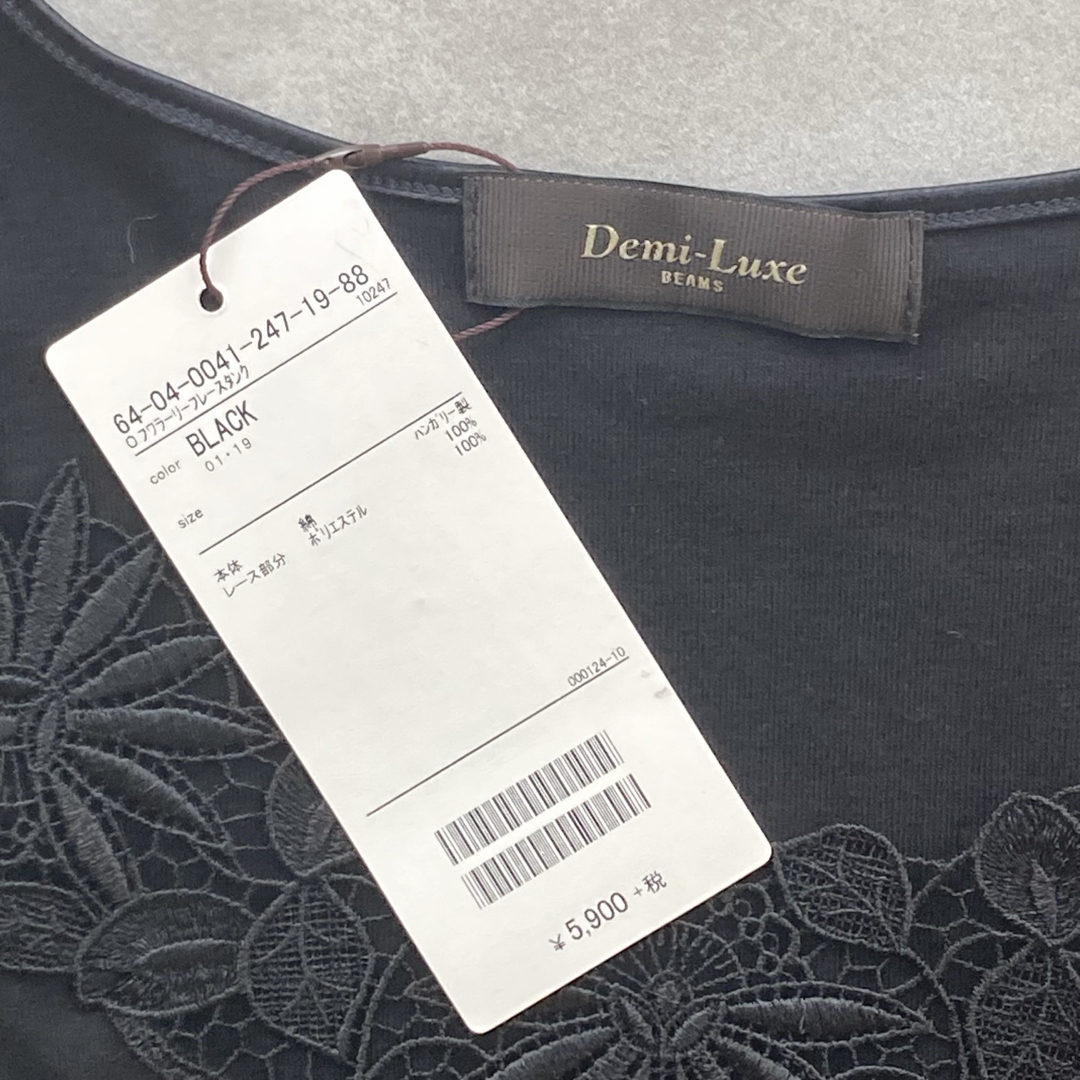 Demi-Luxe
BEAMS
64-04-0041-247-19-88
10247
O.フワラーリーフレースタンク
color BLACK
01・19
size
ハンガリー製
本体 綿 100%
レース部分 ポリエステル 100%
000124-10
¥5,900 +税